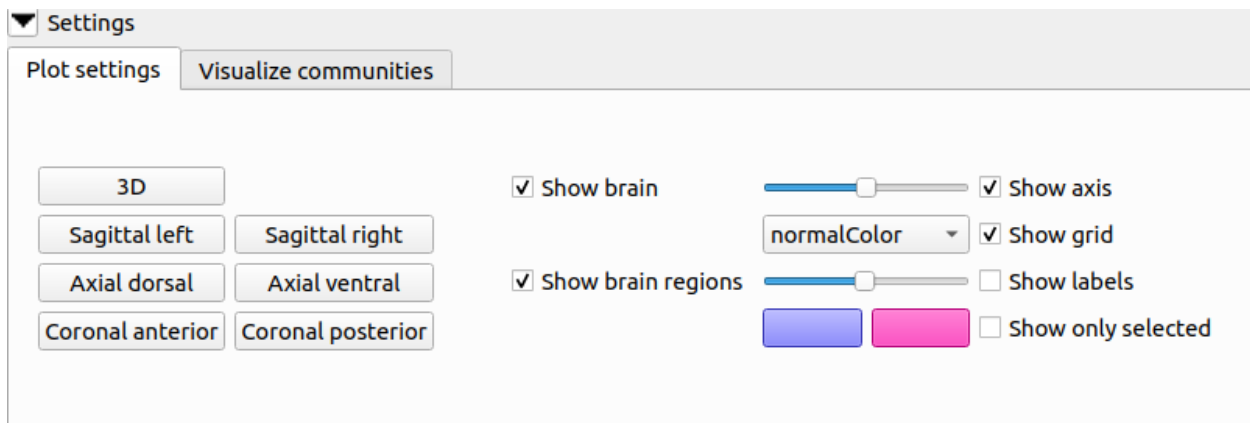 Settings
Plot settings Visualize communities
3D Show brain Show axis
Sagittal left Sagittal right normalColor Show grid
Axial dorsal Axial ventral Show brain regions Show labels
Coronal anterior Coronal posterior Show only selected